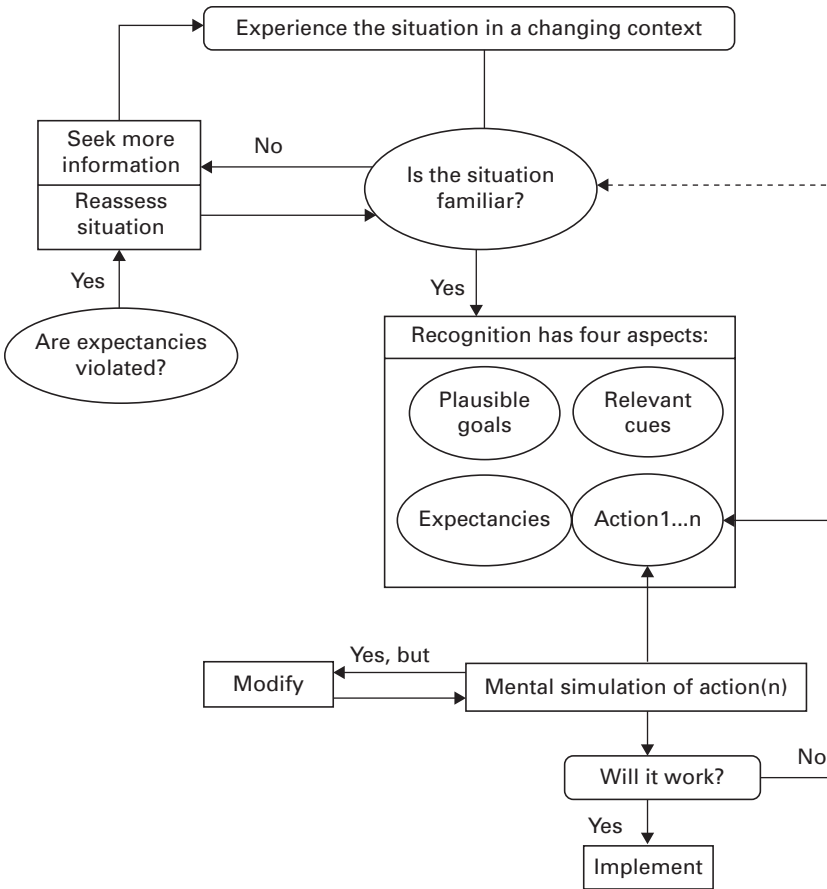 Experience the situation in a changing context
Seek more
information
No
Is the situation
familiar?
Reassess
situation
Yes
Yes
Are expectancies
violated?
Recognition has four aspects:
Plausible
goals
Relevant
cues
Expectancies
Action1...n
Yes, but
Modify
Mental simulation of action(n)
No
Will it work?
Yes
Implement